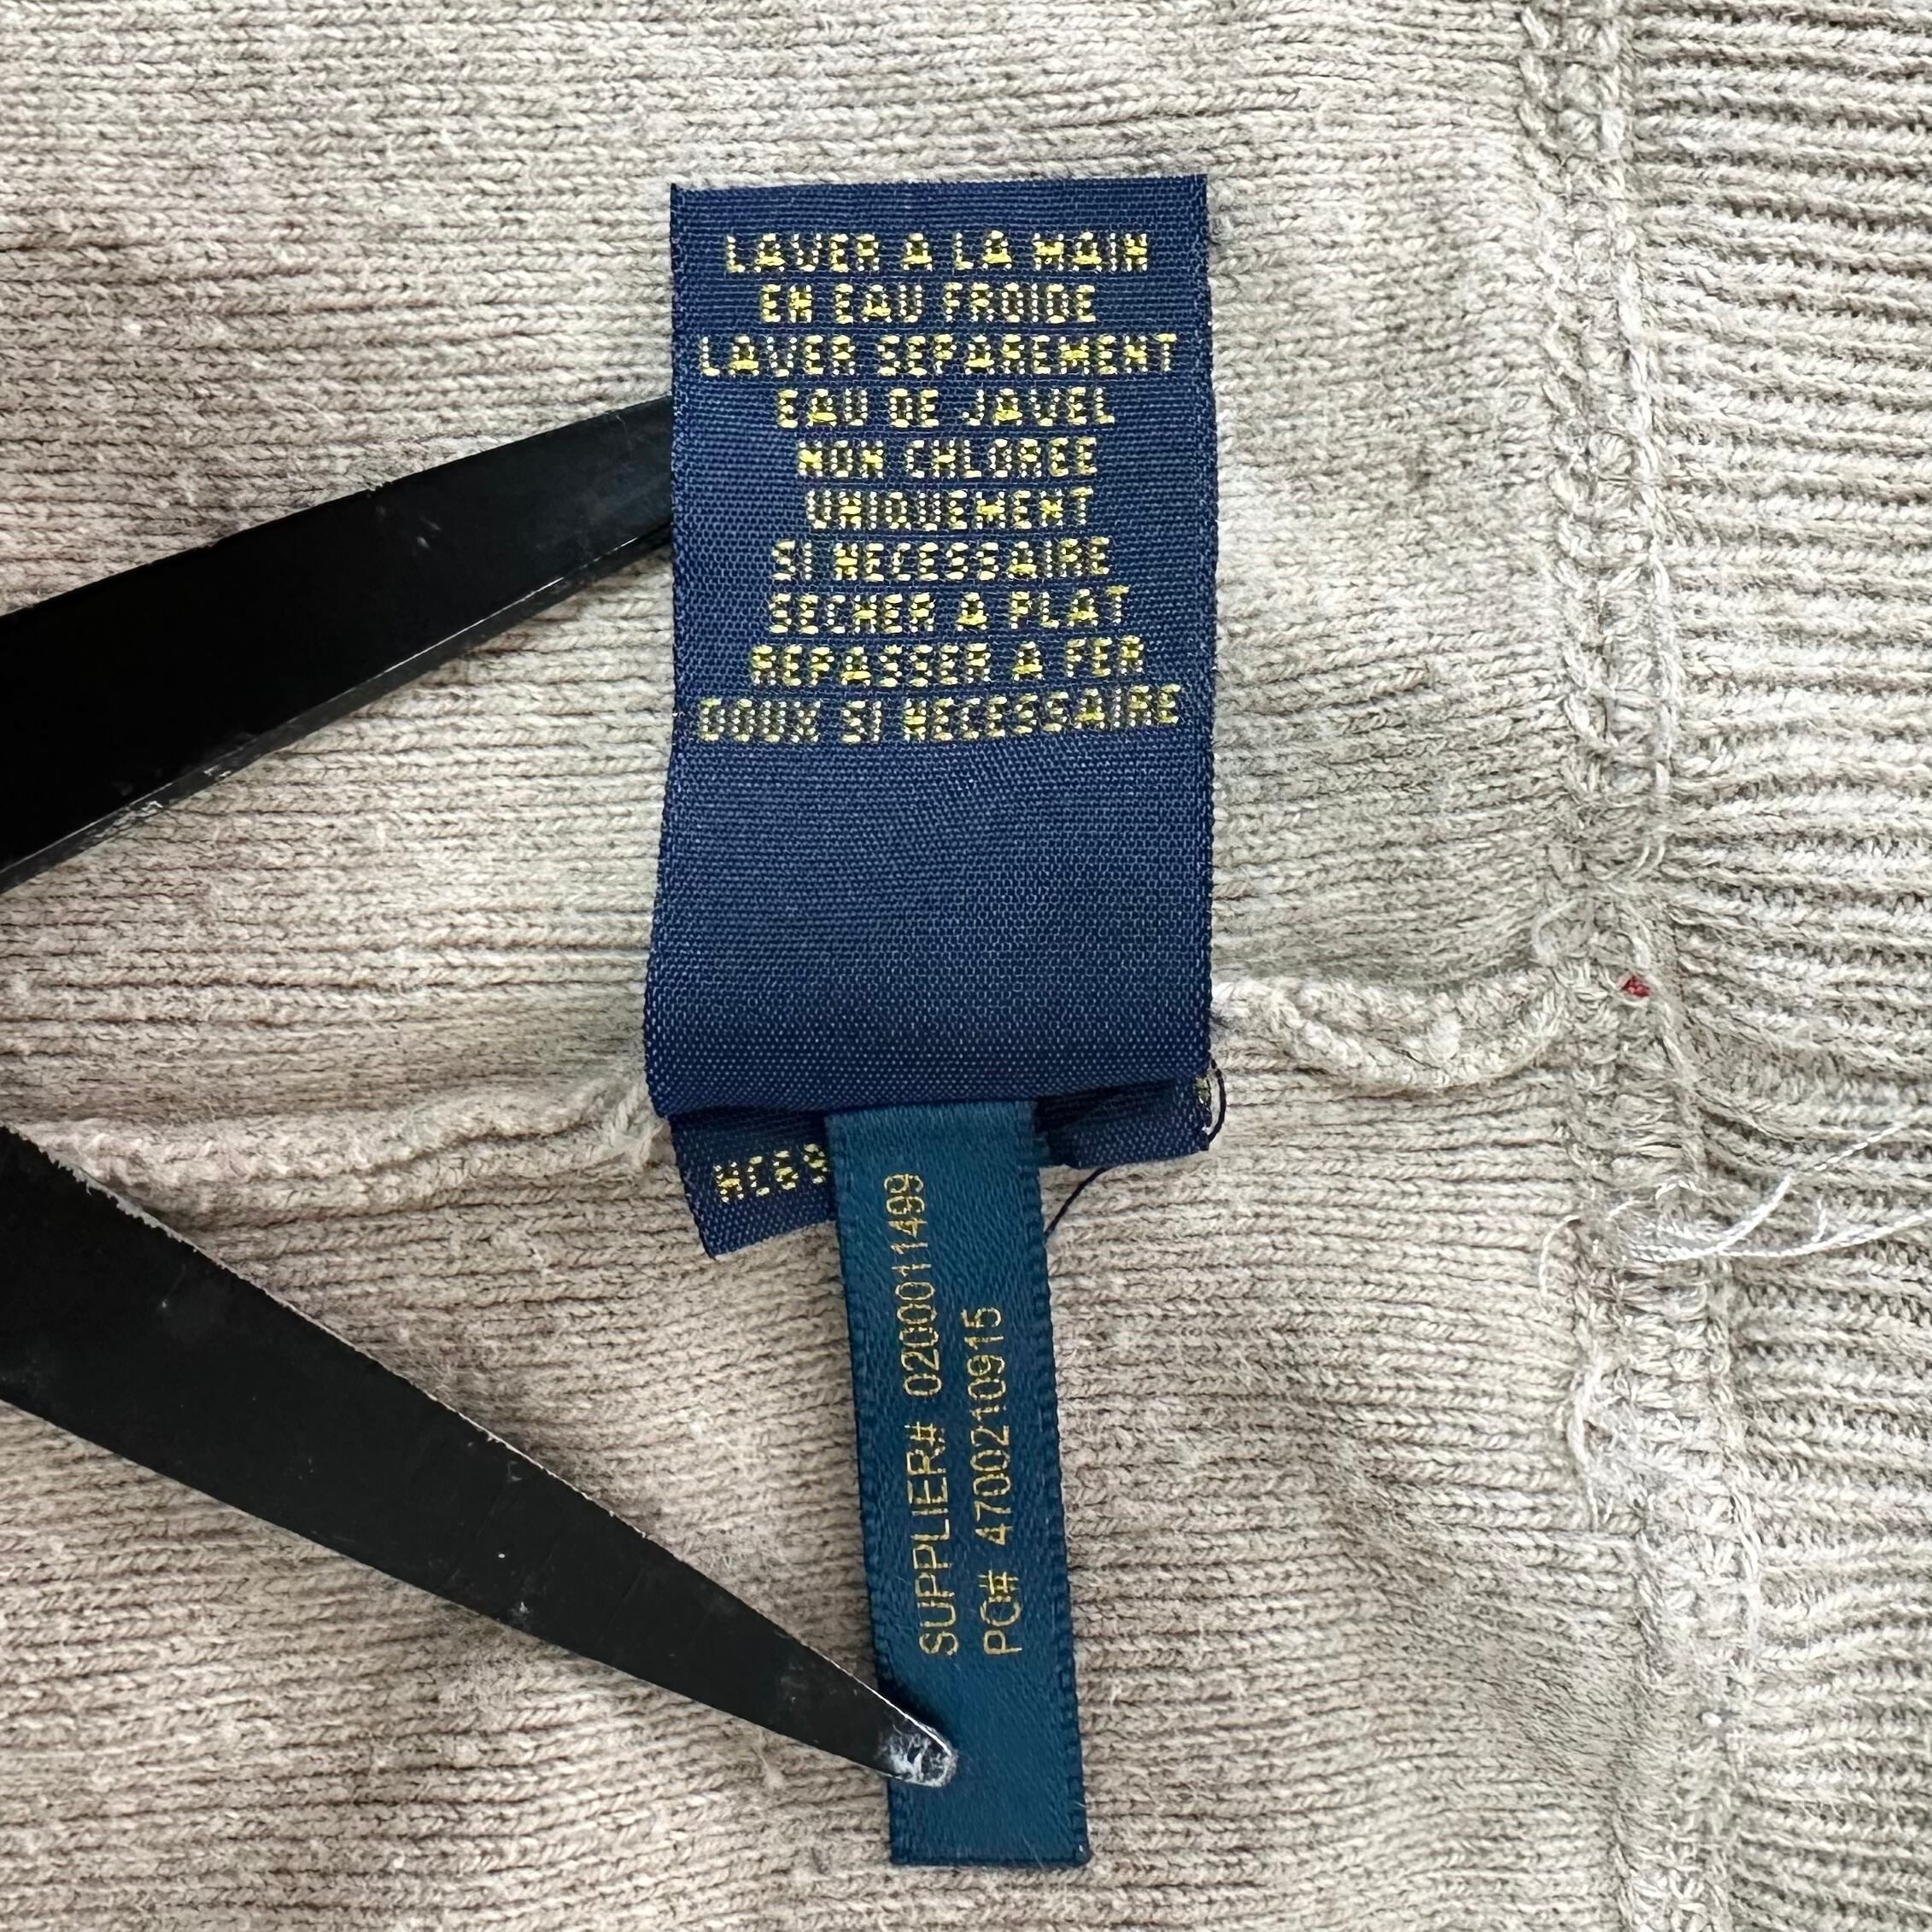 LAVER A LA MAIN
EN EAU FROIDE
LAVER SEPAREMENT
EAU DE JAVEL
NON CHLOREE
UNIQUEMENT
SI NECESSAIRE
SECHER A PLAT
REPASSER A FER
DOUX SI NECESSAIRE
SUPPLIER# 0200011499
PO# 4700210915